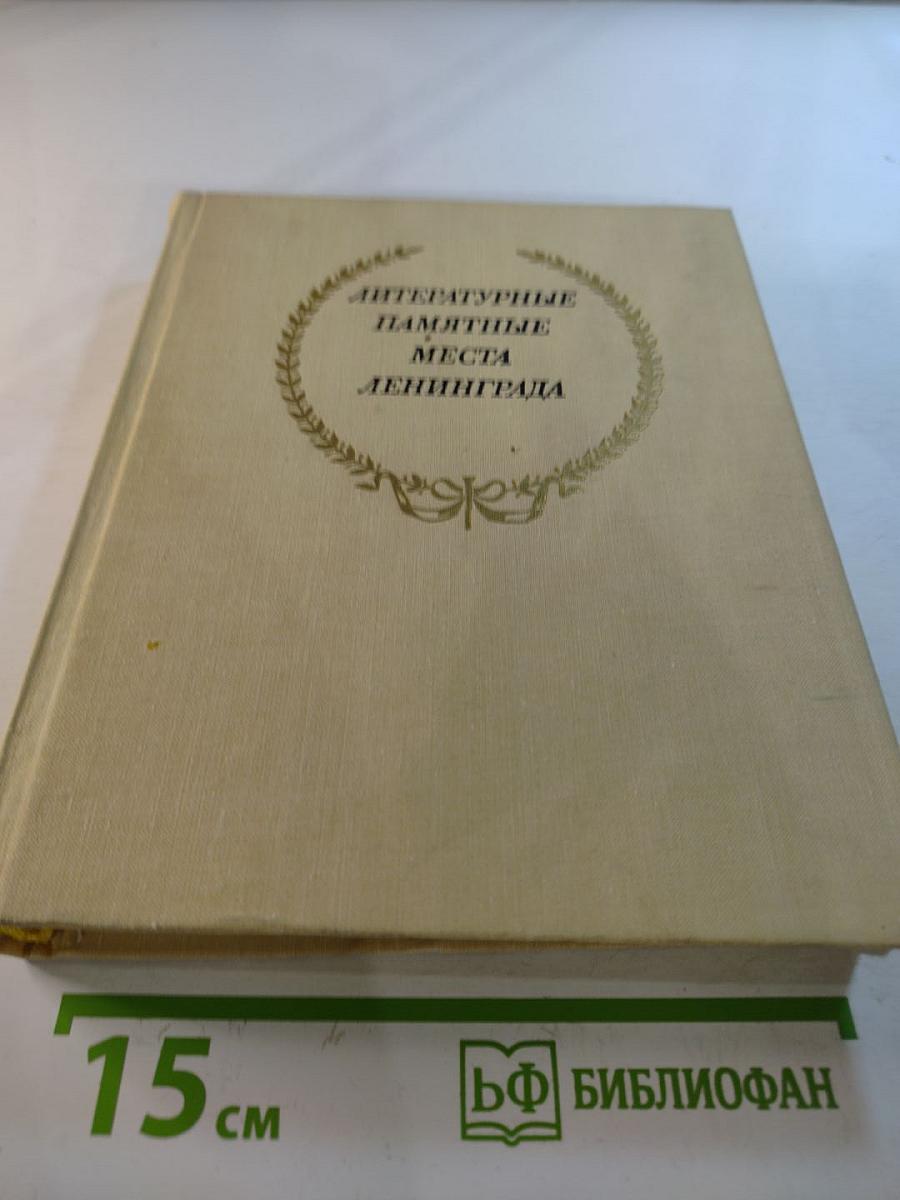 ЛИТЕРАТУРНЫЕ
ПАМЯТНЫЕ
МЕСТА
ЛЕНИНГРАДА
15 см
БФ БИБЛИОФАН